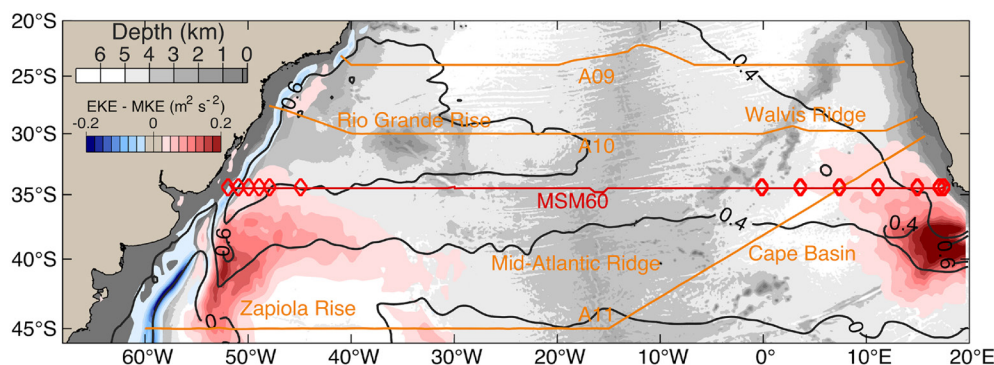 20°S
Depth (km)
6 5 4 3 2 1 0
25°S
EKE - MKE (m² s⁻²)
-0.2 0 0.2
0.6
0.4
A09
Rio Grande Rise
Walvis Ridge
30°S
A10
0
35°S
MSM60
0.4
0.4
0.6
0.6
40°S
Mid-Atlantic Ridge
Cape Basin
Zapiola Rise
A11
45°S
0
60°W 50°W 40°W 30°W 20°W 10°W 0° 10°E 20°E